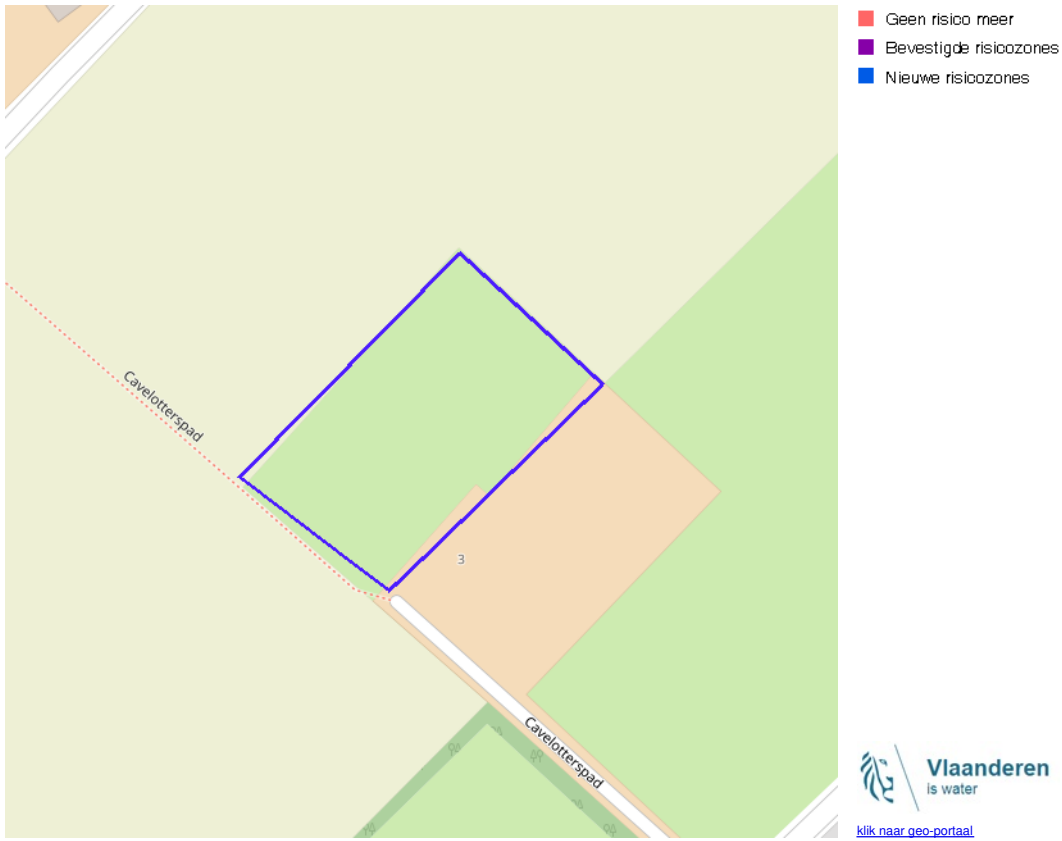 Geen risico meer
Bevestigde risicozones
Nieuwe risicozones
Cavelotterspad
3
Cavelotterspad
Vlaanderen
is water
klik naar geo-portaal